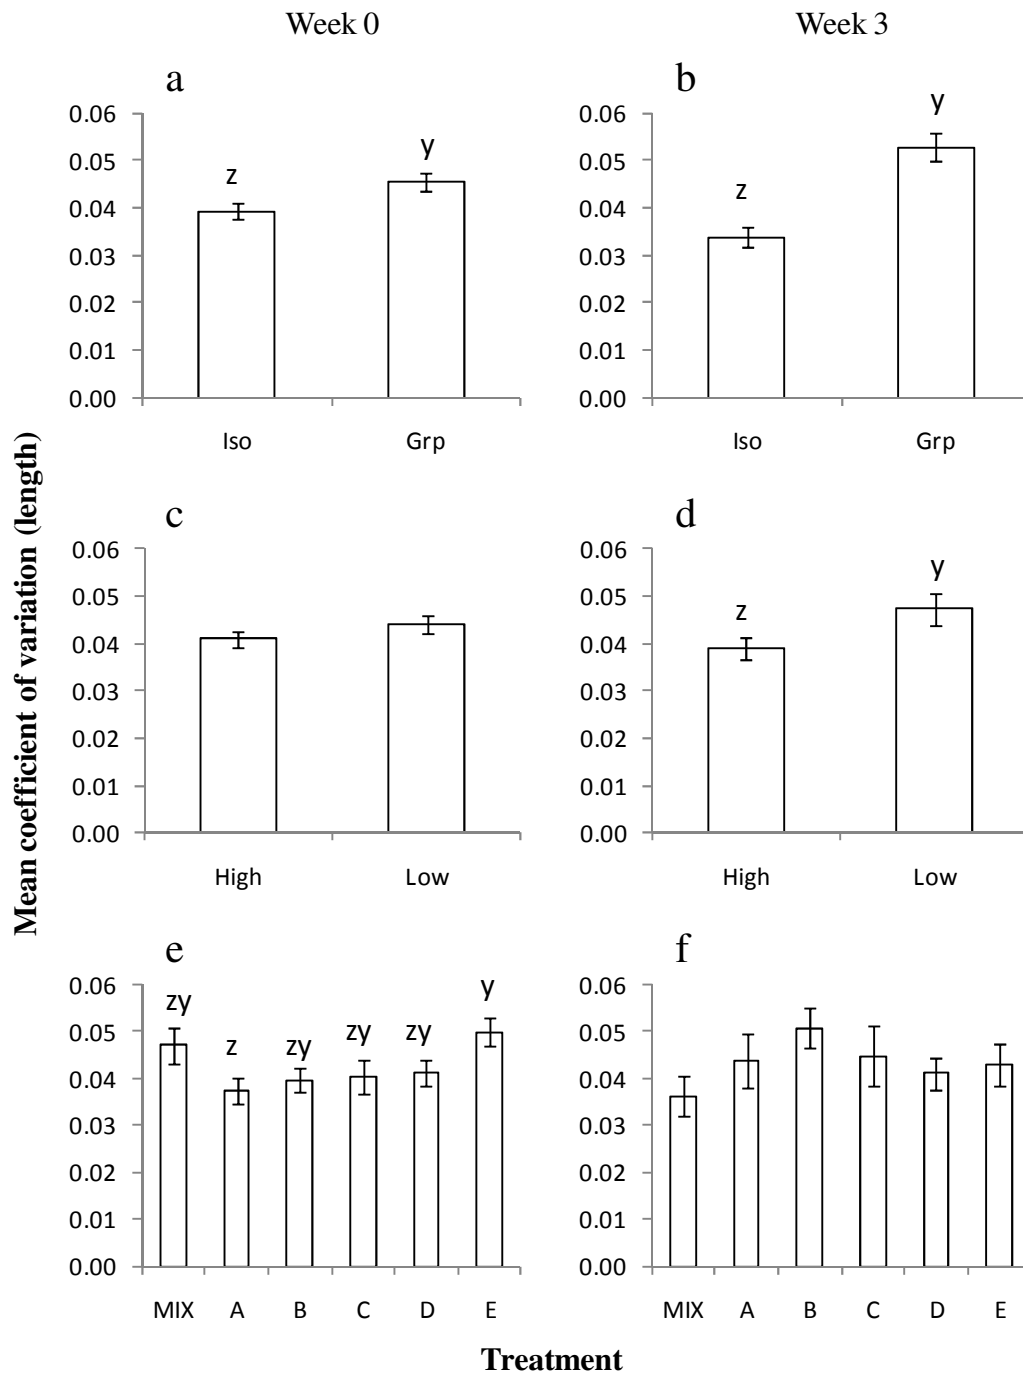 Week 0
Week 3
a
0.06
0.05
0.04
0.03
0.02
0.01
0.00
z
y
Iso
Grp
b
0.06
0.05
0.04
0.03
0.02
0.01
0.00
z
y
Iso
Grp
Mean coefficient of variation (length)
c
0.06
0.05
0.04
0.03
0.02
0.01
0.00
High
Low
d
0.06
0.05
0.04
0.03
0.02
0.01
0.00
z
y
High
Low
e
0.06
0.05
0.04
0.03
0.02
0.01
0.00
zy
z
zy
zy
zy
y
MIX A B C D E
f
0.06
0.05
0.04
0.03
0.02
0.01
0.00
MIX A B C D E
Treatment